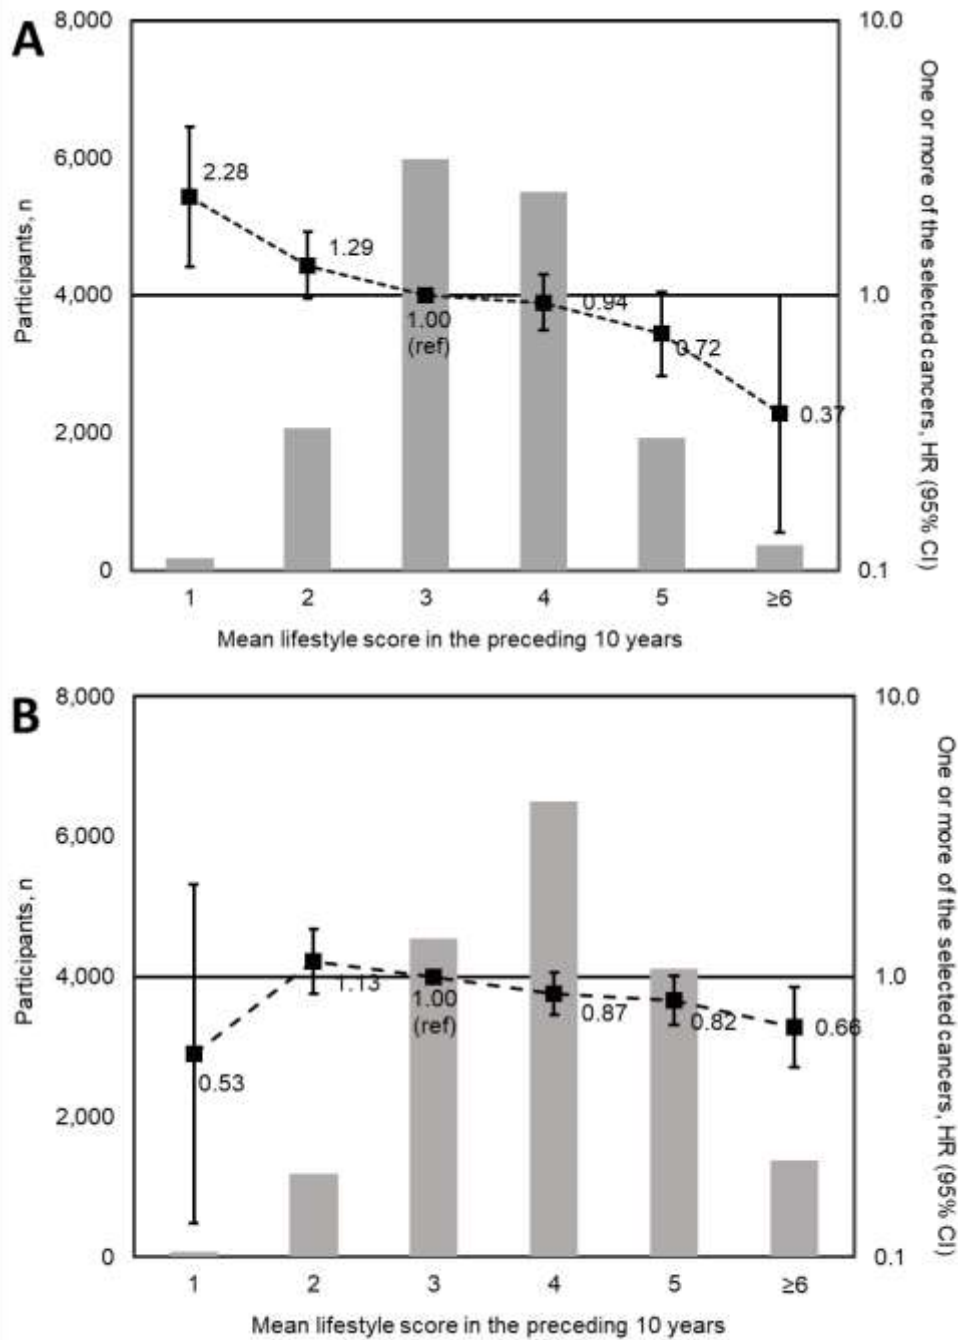 A
8,000
6,000
4,000
2,000
0
Participants, n
10.0
1.0
0.1
One or more of the selected cancers, HR (95% CI)
2.28
1.29
1.00
(ref)
0.94
0.72
0.37
1 2 3 4 5 ≥6
Mean lifestyle score in the preceding 10 years
B
8,000
6,000
4,000
2,000
0
Participants, n
10.0
1.0
0.1
One or more of the selected cancers, HR (95% CI)
0.53
1.13
1.00
(ref)
0.87
0.82
0.66
1 2 3 4 5 ≥6
Mean lifestyle score in the preceding 10 years